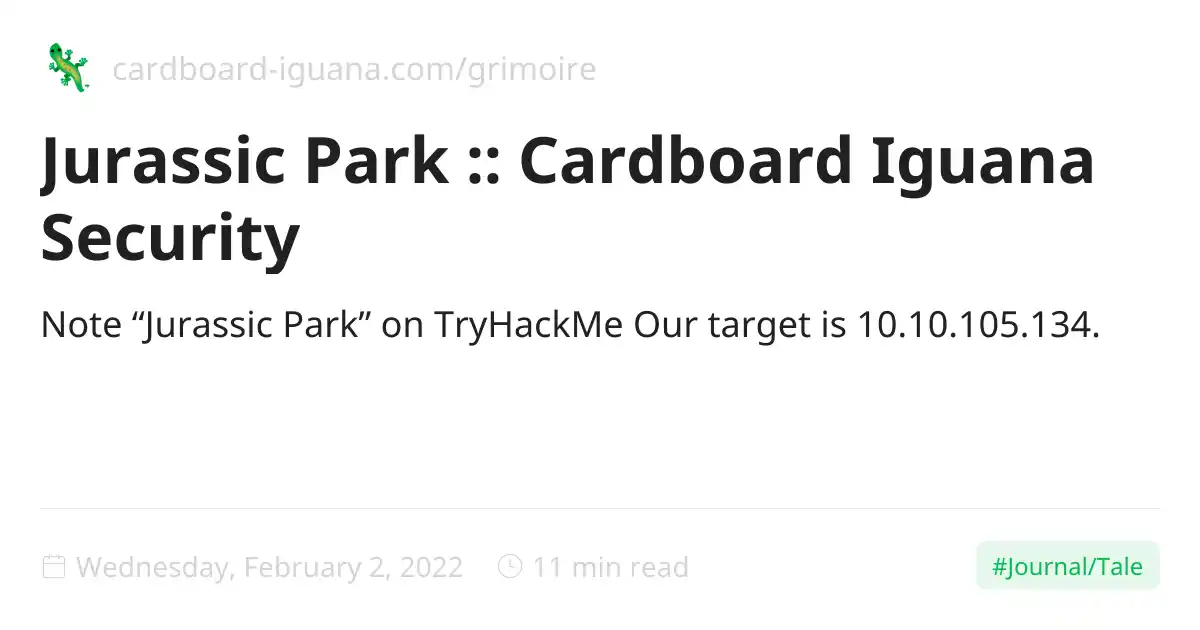 cardboard-iguana.com/grimoire
Jurassic Park :: Cardboard Iguana
Security
Note “Jurassic Park” on TryHackMe Our target is 10.10.105.134.
Wednesday, February 2, 2022 11 min read #Journal/Tale